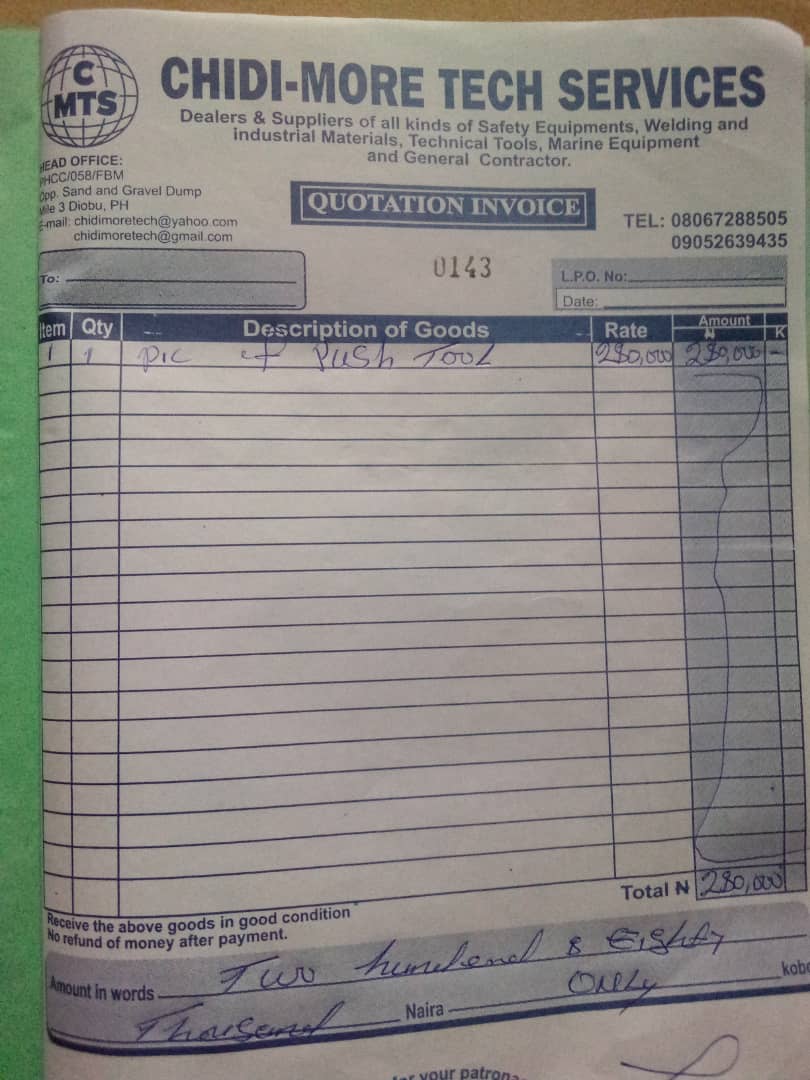 C
MTS
CHIDI-MORE TECH SERVICES
Dealers & Suppliers of all kinds of Safety Equipments, Welding and
industrial Materials, Technical Tools, Marine Equipment
and General Contractor.
HEAD OFFICE:
PHCC/058/FBM
Opp. Sand and Gravel Dump
Mile 3 Diobu, PH
E-mail: chidimoretech@yahoo.com
chidimoretech@gmail.com
QUOTATION INVOICE
TEL: 08067288505
09052639435
0143
To:
L.P.O. No:
Date:
Item Qty Description of Goods Rate Amount
₦ K
1 1 Pic of Push Tool 280,000 280,000 -
Total ₦ 280,000
Receive the above goods in good condition
No refund of money after payment.
Amount in words Two hundred & Eighty
Thousand Naira Only kobo
for your patron